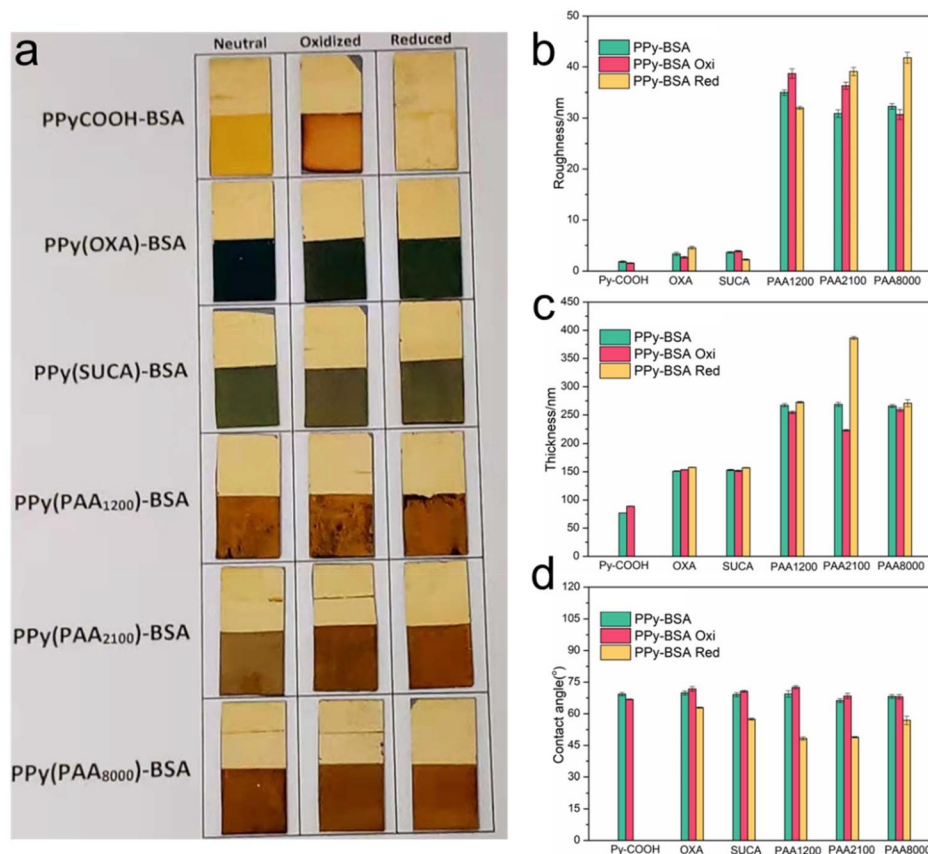 a
Neutral Oxidized Reduced
PPyCOOH-BSA
PPy(OXA)-BSA
PPy(SUCA)-BSA
PPy(PAA1200)-BSA
PPy(PAA2100)-BSA
PPy(PAA8000)-BSA
b
50
40
30
20
10
0
Roughness/nm
PPy-BSA
PPy-BSA Oxi
PPy-BSA Red
Py-COOH OXA SUCA PAA1200 PAA2100 PAA8000
c
450
400
350
300
250
200
150
100
50
0
Thickness/nm
PPy-BSA
PPy-BSA Oxi
PPy-BSA Red
Py-COOH OXA SUCA PAA1200 PAA2100 PAA8000
d
120
105
90
75
60
45
30
15
0
Contact angle(°)
PPy-BSA
PPy-BSA Oxi
PPy-BSA Red
Py-COOH OXA SUCA PAA1200 PAA2100 PAA8000